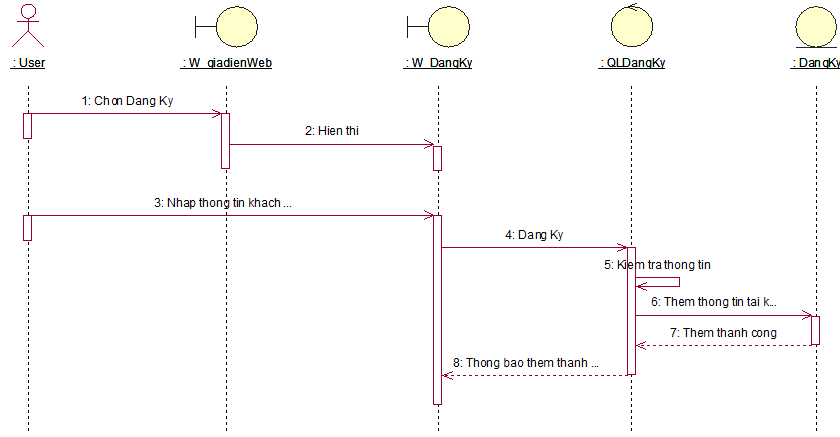 : User
: W_giadienWeb
: W_DangKy
: QLDangKy
: DangKy
1: Chon Dang Ky
2: Hien thi
3: Nhap thong tin khach ...
4: Dang Ky
5: Kiem tra thong tin
6: Them thong tin tai k...
7: Them thanh cong
8: Thong bao them thanh ...